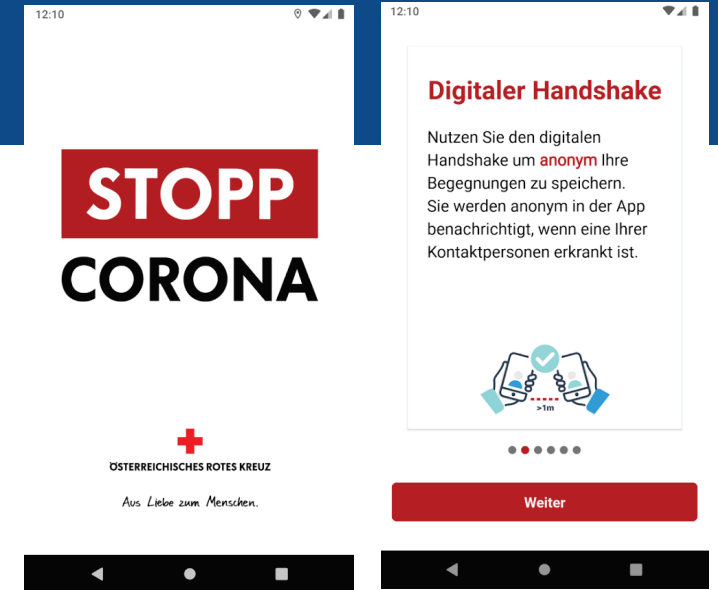 12:10
STOPP
CORONA
ÖSTERREICHISCHES ROTES KREUZ
Aus Liebe zum Menschen.
12:10
Digitaler Handshake
Nutzen Sie den digitalen
Handshake um anonym Ihre
Begegnungen zu speichern.
Sie werden anonym in der App
benachrichtigt, wenn eine Ihrer
Kontaktpersonen erkrankt ist.
>1m
Weiter